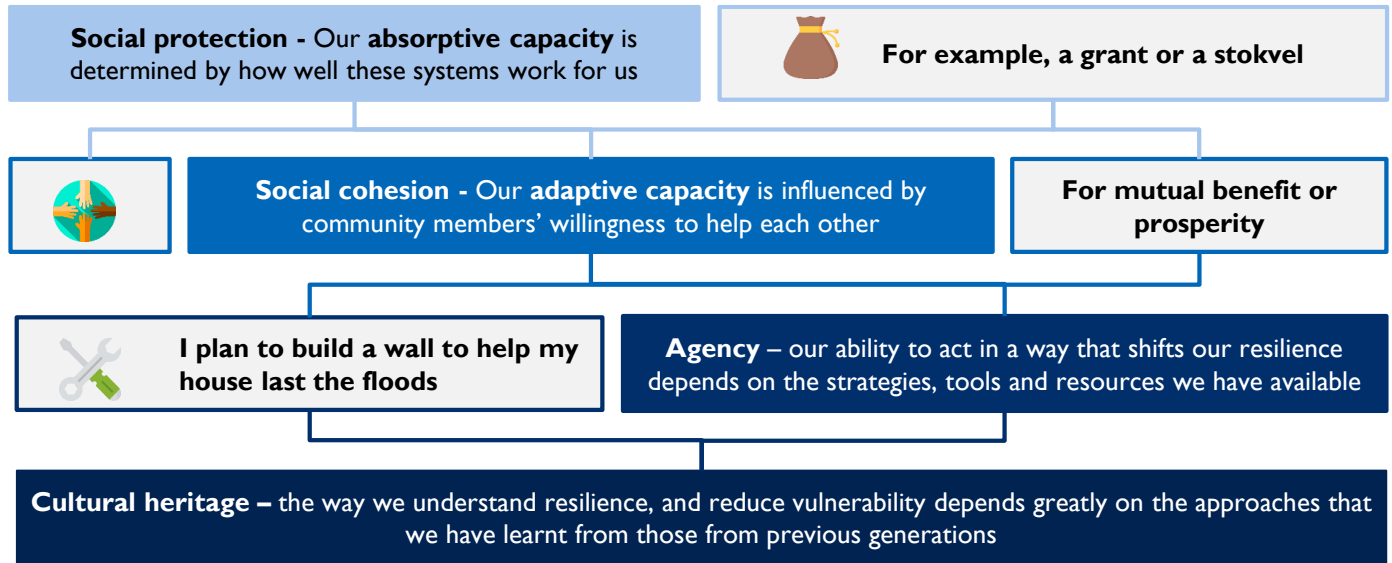 Social protection - Our absorptive capacity is
determined by how well these systems work for us
For example, a grant or a stokvel
Social cohesion - Our adaptive capacity is influenced by
community members’ willingness to help each other
For mutual benefit or
prosperity
I plan to build a wall to help my
house last the floods
Agency – our ability to act in a way that shifts our resilience
depends on the strategies, tools and resources we have available
Cultural heritage – the way we understand resilience, and reduce vulnerability depends greatly on the approaches that
we have learnt from those from previous generations